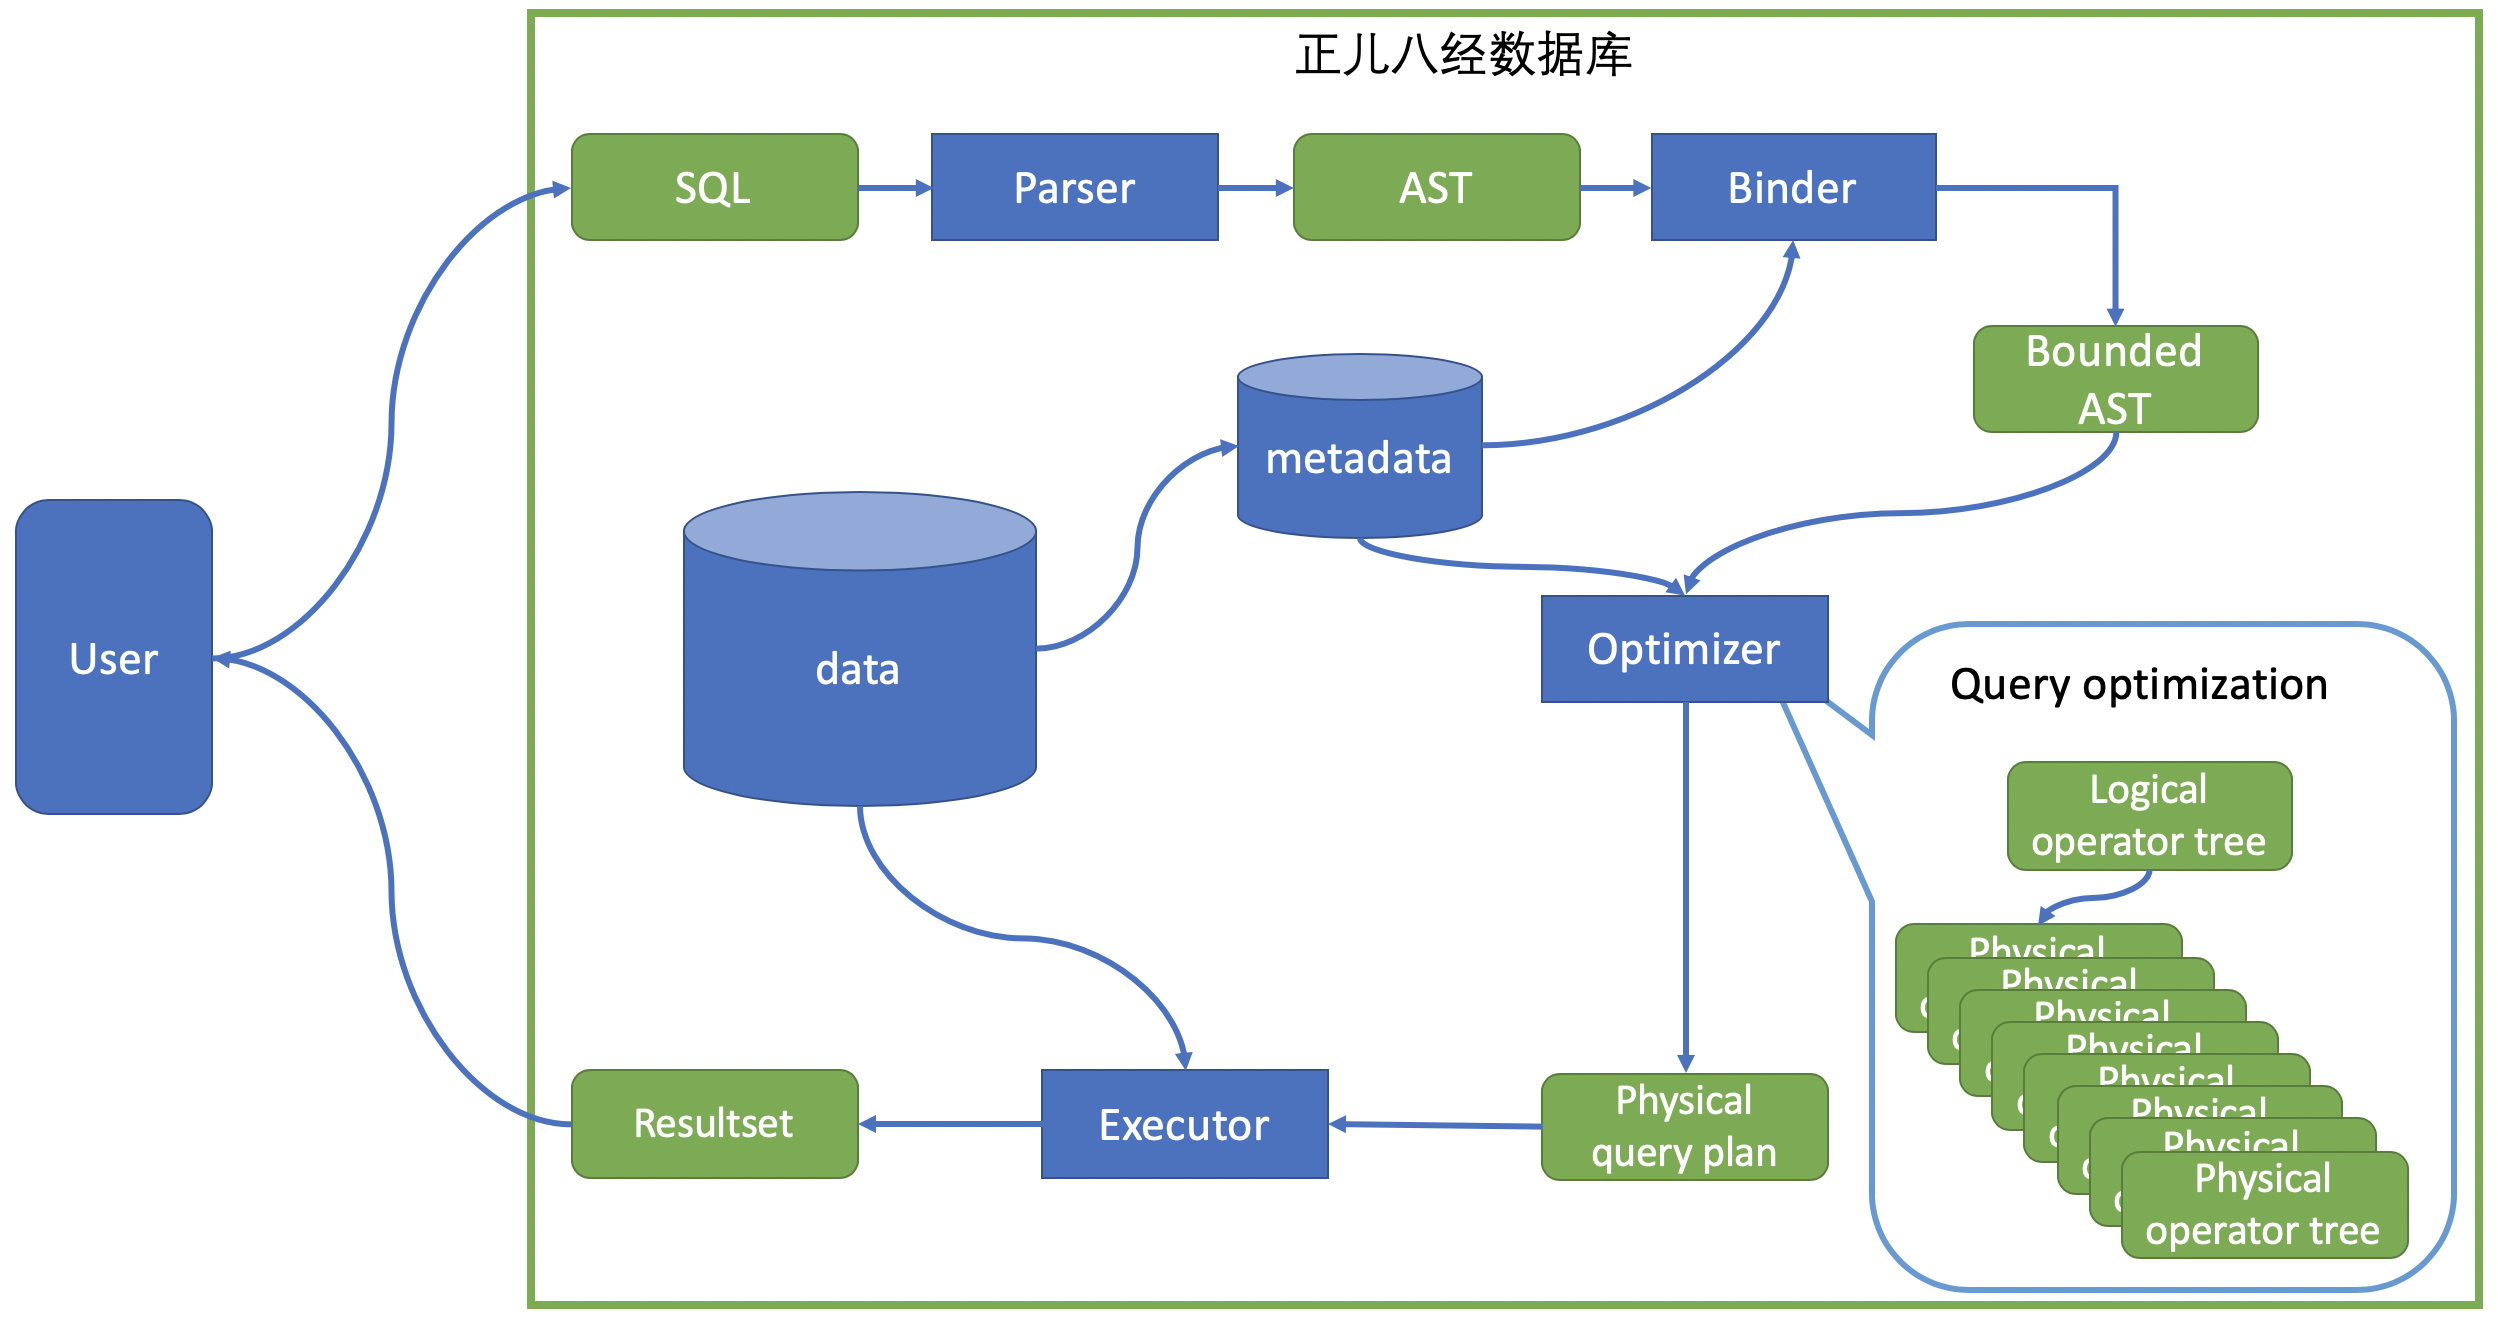 正儿八经数据库
SQL
Parser
AST
Binder
Bounded
AST
metadata
data
User
Optimizer
Query optimization
Logical
operator tree
Physical
Physical
Physical
Physical
Physical
Physical
Physical
Physical
operator tree
Physical
query plan
Executor
Resultset